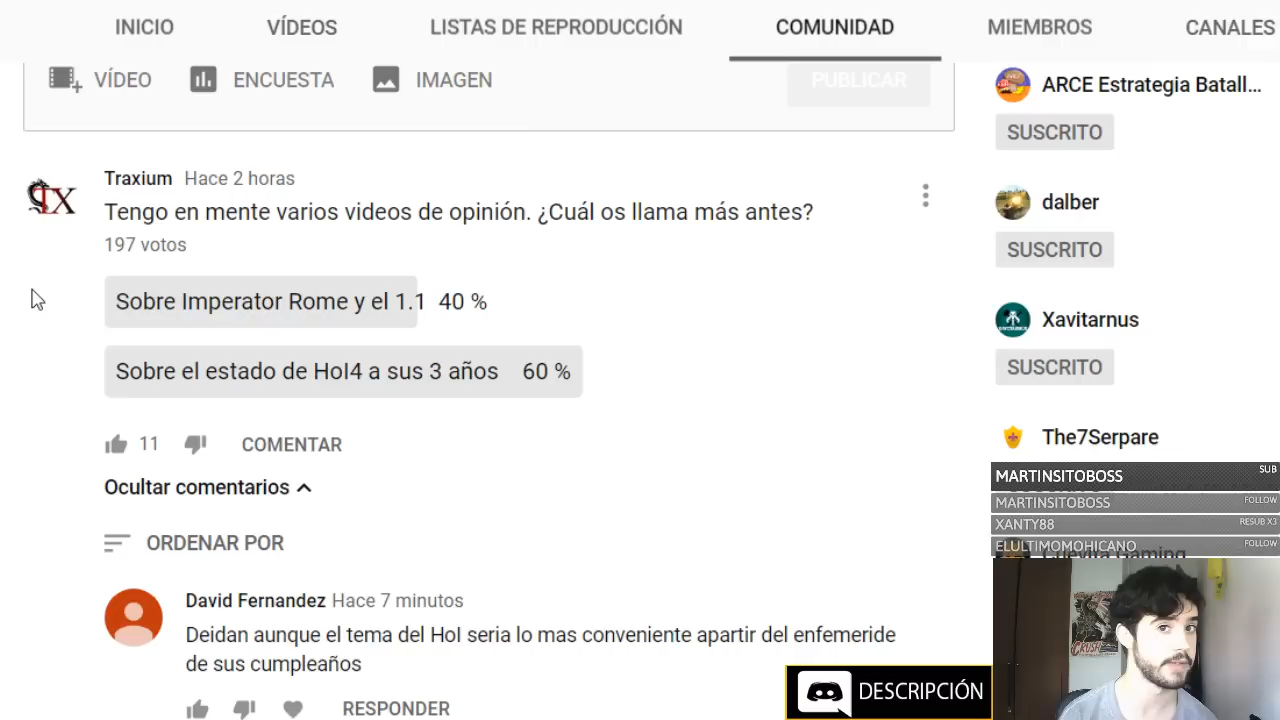 INICIO VÍDEOS LISTAS DE REPRODUCCIÓN COMUNIDAD MIEMBROS CANALES
VÍDEO ENCUESTA IMAGEN PUBLICAR
Traxium Hace 2 horas
Tengo en mente varios videos de opinión. ¿Cuál os llama más antes?
197 votos
Sobre Imperator Rome y el 1.1 40 %
Sobre el estado de HoI4 a sus 3 años 60 %
11 COMENTAR
Ocultar comentarios
ORDENAR POR
David Fernandez Hace 7 minutos
Deidan aunque el tema del HoI seria lo mas conveniente apartir del enfemeride
de sus cumpleaños
RESPONDER
ARCE Estrategia Batall...
SUSCRITO
dalber
SUSCRITO
Xavitarnus
SUSCRITO
The7Serpare
MARTINSITOBOSS SUB
MARTINSITOBOSS FOLLOW
XANTY88 RESUB X3
ELULTIMOMOHICANO FOLLOW
Gaming
DESCRIPCIÓN
TX